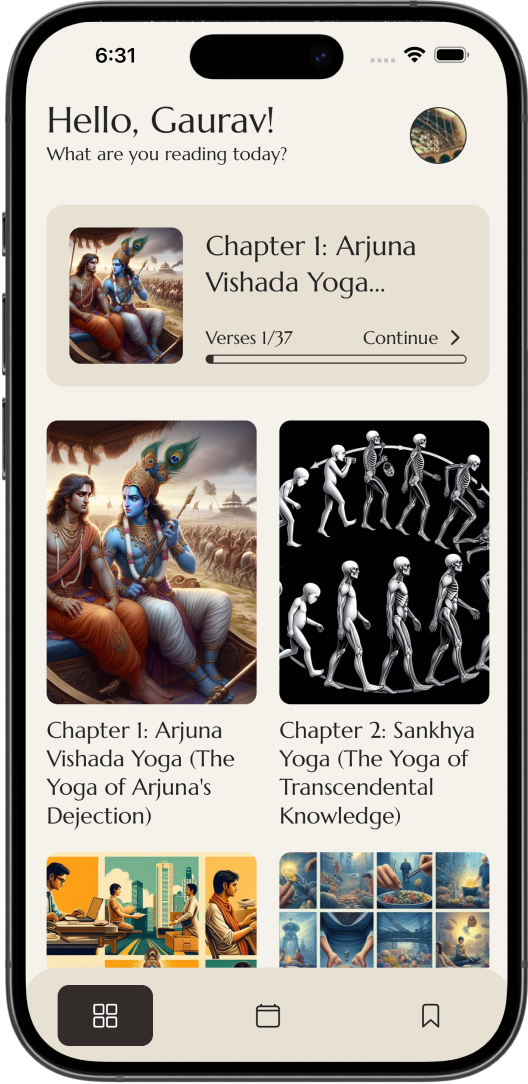 6:31
Hello, Gaurav!
What are you reading today?
Chapter 1: Arjuna
Vishada Yoga...
Verses 1/37
Continue
Chapter 1: Arjuna
Vishada Yoga (The
Yoga of Arjuna's
Dejection)
Chapter 2: Sankhya
Yoga (The Yoga of
Transcendental
Knowledge)